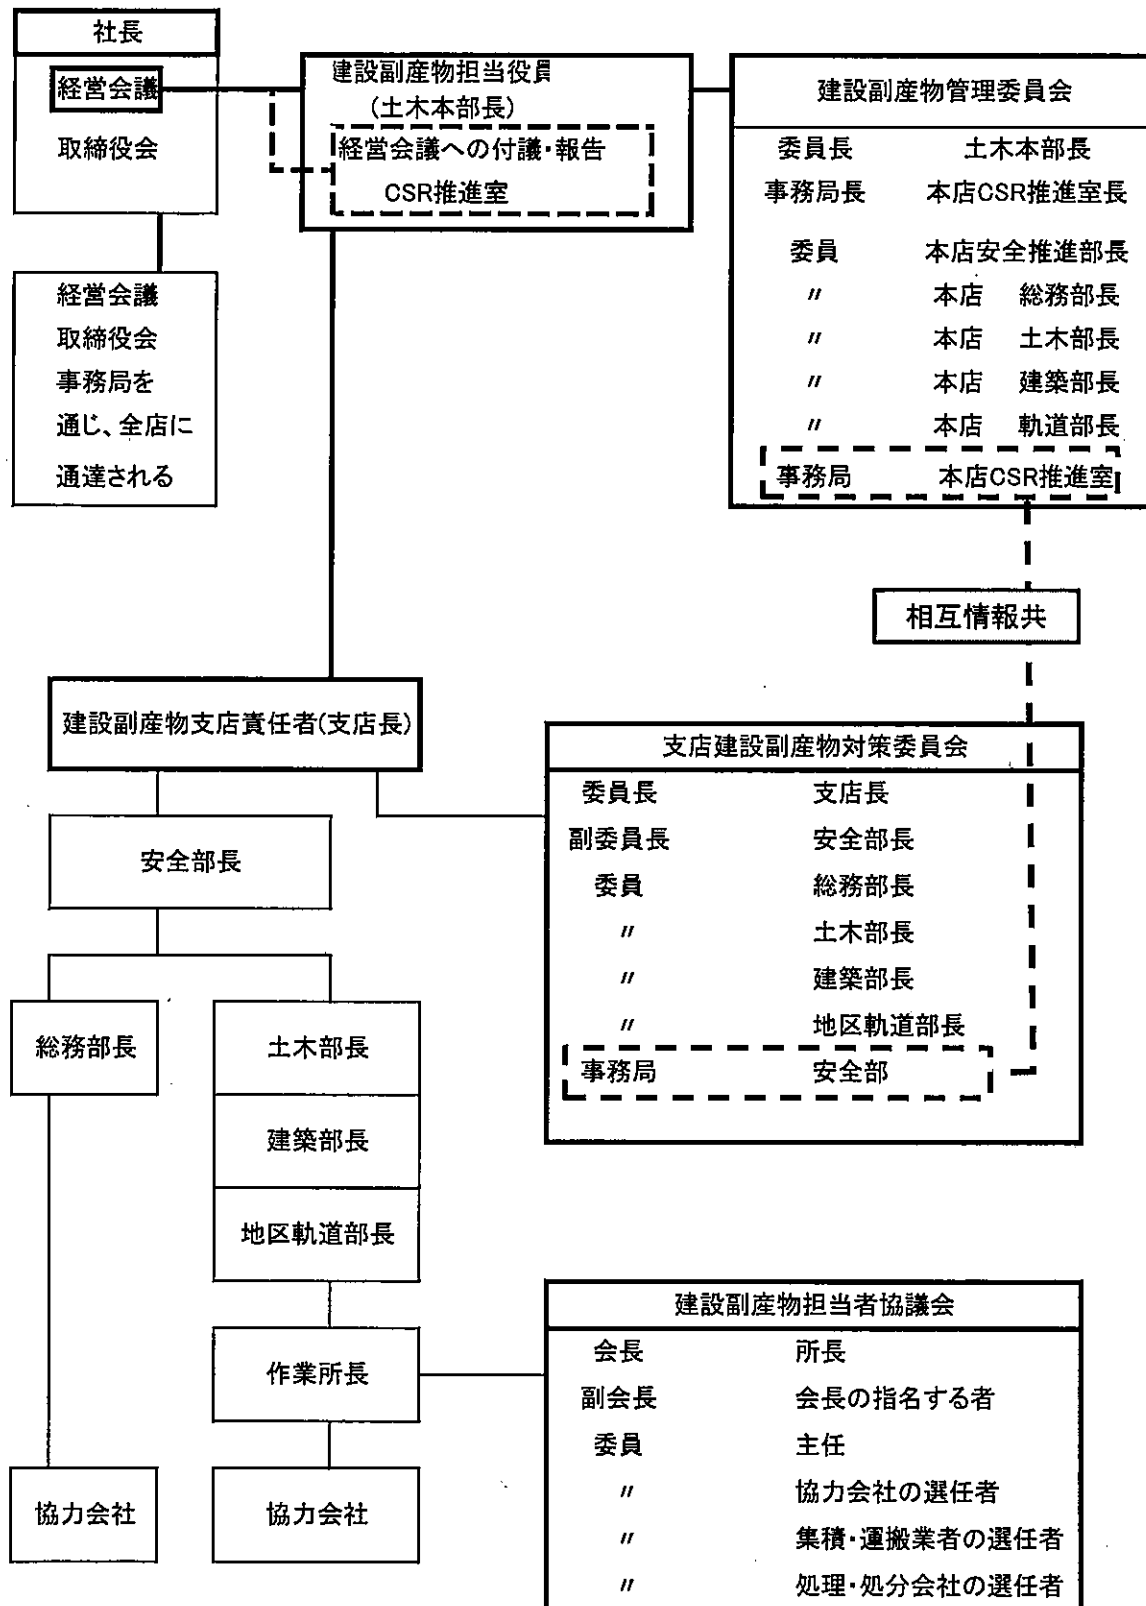 社長
経営会議
取締役会
建設副産物担当役員
(土木本部長)
経営会議への付議・報告
CSR推進室
建設副産物管理委員会
委員長 土木本部長
事務局長 本店CSR推進室長
委員 本店安全推進部長
〃 本店 総務部長
〃 本店 土木部長
〃 本店 建築部長
〃 本店 軌道部長
事務局 本店CSR推進室
経営会議
取締役会
事務局を
通じ、全店に
通達される
相互情報共
建設副産物支店責任者(支店長)
安全部長
総務部長
土木部長
建築部長
地区軌道部長
作業所長
協力会社
協力会社
支店建設副産物対策委員会
委員長 支店長
副委員長 安全部長
委員 総務部長
〃 土木部長
〃 建築部長
〃 地区軌道部長
事務局 安全部
建設副産物担当者協議会
会長 所長
副会長 会長の指名する者
委員 主任
〃 協力会社の選任者
〃 集積・運搬業者の選任者
〃 処理・処分会社の選任者